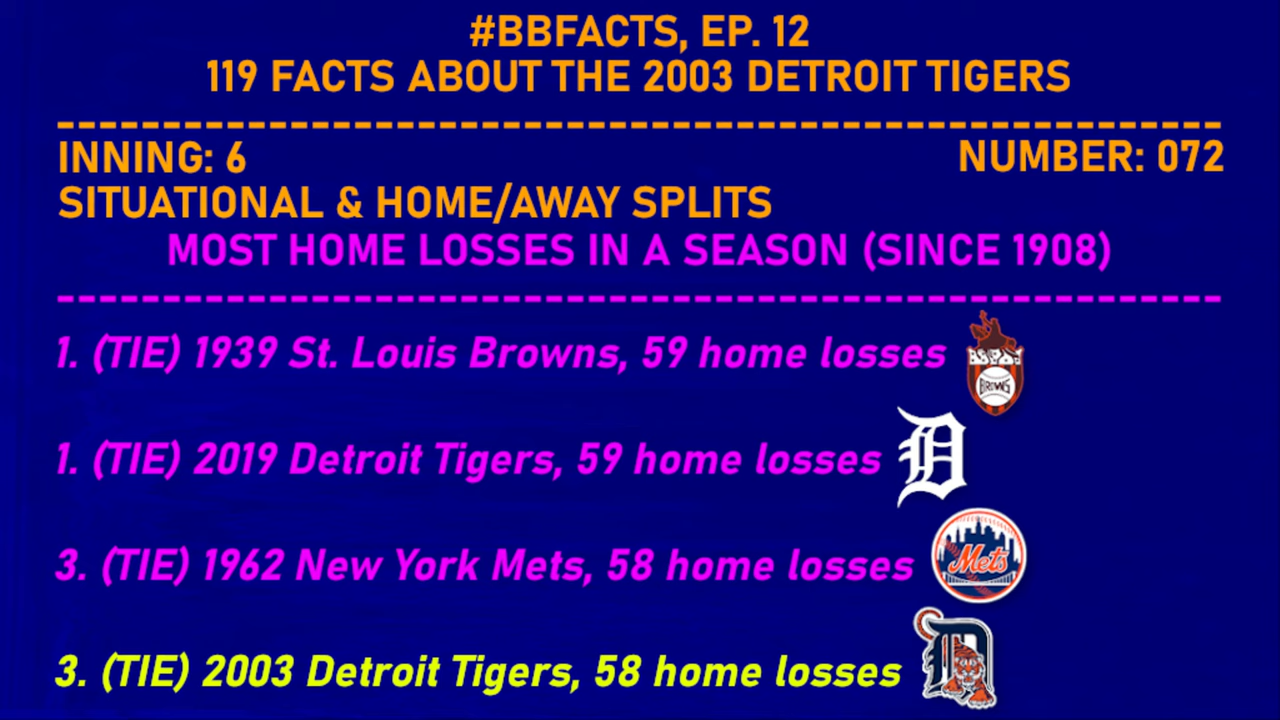 #BBFACTS, EP. 12
119 FACTS ABOUT THE 2003 DETROIT TIGERS
INNING: 6
NUMBER: 072
SITUATIONAL & HOME/AWAY SPLITS
MOST HOME LOSSES IN A SEASON (SINCE 1908)
1. (TIE) 1939 St. Louis Browns, 59 home losses
BROWNS
1. (TIE) 2019 Detroit Tigers, 59 home losses
D
3. (TIE) 1962 New York Mets, 58 home losses
Mets
3. (TIE) 2003 Detroit Tigers, 58 home losses
D